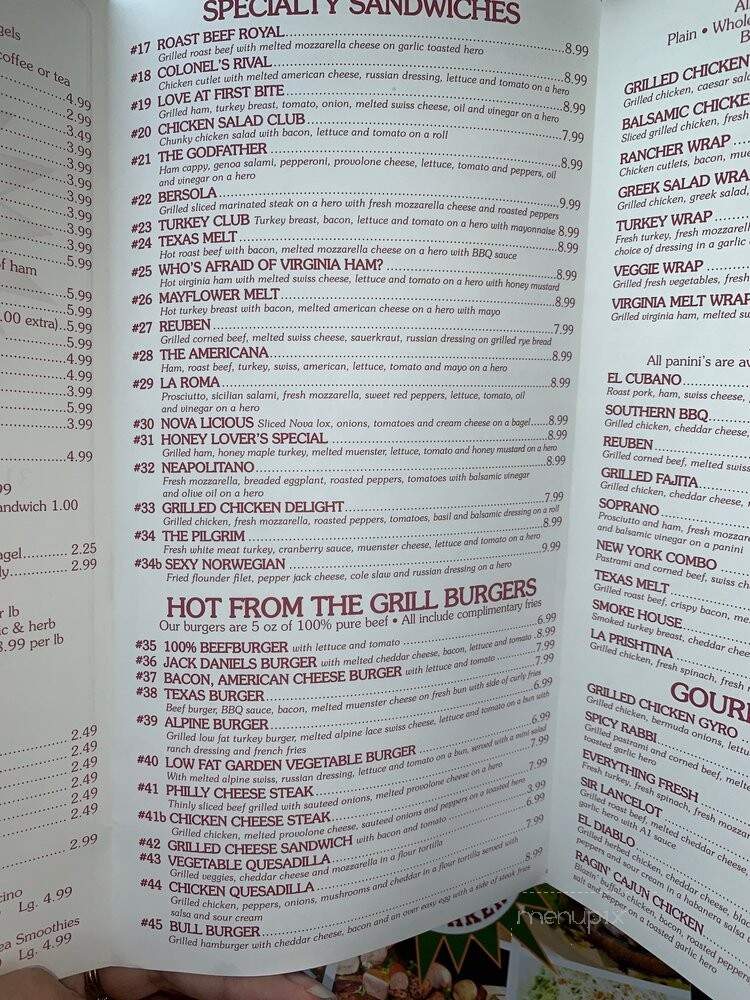 agels
coffee or tea
4.99
2.99
3.49
3.99
3.99
3.99
3.99
3.99
3.99
5.99
of ham
5.99
5.99
.00 extra)..5.99
5.99
4.99
4.99
3.99
5.99
3.99
4.99
99
andwich 1.00
agel 2.25
ly 2.99
r lb
ic & herb
8.99 per lb
2.49
2.49
2.49
2.49
2.49
2.49
2.99
cino
Lg. 4.99
ea Smoothies
Lg. 4.99
SPECIALTY SANDWICHES
#17 ROAST BEEF ROYAL 8.99
Grilled roast beef with melted mozzarella cheese on garlic toasted hero
#18 COLONEL'S RIVAL 8.99
Chicken cutlet with melted american cheese, russian dressing, lettuce and tomato on a hero
#19 LOVE AT FIRST BITE 8.99
Grilled ham, turkey breast, tomato, onion, melted swiss cheese, oil and vinegar on a hero
#20 CHICKEN SALAD CLUB 7.99
Chunky chicken salad with bacon, lettuce and tomato on a roll
#21 THE GODFATHER 8.99
Ham cappy, genoa salami, pepperoni, provolone cheese, lettuce, tomato and peppers, oil
and vinegar on a hero
#22 BERSOLA 9.99
Grilled sliced marinated steak on a hero with fresh mozzarella cheese and roasted peppers
#23 TURKEY CLUB Turkey breast, bacon, lettuce and tomato on a hero with mayonnaise 8.99
#24 TEXAS MELT 8.99
Hot roast beef with bacon, melted mozzarella cheese on a hero with BBQ sauce
#25 WHO'S AFRAID OF VIRGINIA HAM? 8.99
Hot virginia ham with melted swiss cheese, lettuce and tomato on a hero with honey mustard
#26 MAYFLOWER MELT 8.99
Hot turkey breast with bacon, melted american cheese on a hero with mayo
#27 REUBEN 7.99
Grilled corned beef, melted swiss cheese, sauerkraut, russian dressing on grilled rye bread
#28 THE AMERICANA 8.99
Ham, roast beef, turkey, swiss, american, lettuce, tomato and mayo on a hero
#29 LA ROMA 8.99
Prosciutto, sicilian salami, fresh mozzarella, sweet red peppers, lettuce, tomato, oil
and vinegar on a hero
#30 NOVA LICIOUS Sliced Nova lox, onions, tomatoes and cream cheese on a bagel 8.99
#31 HONEY LOVER'S SPECIAL 8.99
Grilled ham, honey maple turkey, melted muenster, lettuce, tomato and honey mustard on a hero
#32 NEAPOLITANO 8.99
Fresh mozzarella, breaded eggplant, roasted peppers, tomatoes with balsamic vinegar
and olive oil on a hero
#33 GRILLED CHICKEN DELIGHT 7.99
Grilled chicken, fresh mozzarella, roasted peppers, tomatoes, basil and balsamic dressing on a roll
#34 THE PILGRIM 8.99
Fresh white meat turkey, cranberry sauce, muenster cheese, lettuce and tomato on a hero
#34b SEXY NORWEGIAN 9.99
Fried flounder filet, pepper jack cheese, cole slaw and russian dressing on a hero
HOT FROM THE GRILL BURGERS
Our burgers are 5 oz of 100% pure beef • All include complimentary fries
#35 100% BEEFBURGER with lettuce and tomato 6.99
#36 JACK DANIELS BURGER with melted cheddar cheese, bacon, lettuce and tomato 8.99
#37 BACON, AMERICAN CHEESE BURGER with lettuce and tomato 7.99
#38 TEXAS BURGER 7.99
Beef burger, BBQ sauce, bacon, melted muenster cheese on fresh bun with side of curly fries
#39 ALPINE BURGER 6.99
Grilled low fat turkey burger, melted alpine lace swiss cheese, lettuce and tomato on a bun with
ranch dressing and french fries
#40 LOW FAT GARDEN VEGETABLE BURGER 6.99
With melted alpine swiss, russian dressing, lettuce and tomato on a bun, served with a mini salad
#41 PHILLY CHEESE STEAK 7.99
Thinly sliced beef grilled with sauteed onions, melted provolone cheese on a hero
#41b CHICKEN CHEESE STEAK 7.99
Grilled chicken, melted provolone cheese, sauteed onions and peppers on a toasted hero
#42 GRILLED CHEESE SANDWICH with bacon and tomato 3.99
#43 VEGETABLE QUESADILLA 6.99
Grilled veggies, cheddar cheese and mozzarella in a flour tortilla
#44 CHICKEN QUESADILLA 7.99
Grilled chicken, peppers, onions, mushrooms and cheddar in a flour tortilla served with
salsa and sour cream
#45 BULL BURGER 8.99
Grilled hamburger with cheddar cheese, bacon and an over easy egg with a side of steak fries
Al
Plain • Whole
B
GRILLED CHICKEN
Grilled chicken, caesar sala
BALSAMIC CHICKE
Sliced grilled chicken, fresh
RANCHER WRAP
Chicken cutlets, bacon, mue
GREEK SALAD WRA
Grilled chicken, greek salad,
TURKEY WRAP
Fresh turkey, fresh mozzarell
choice of dressing in a garlic
VEGGIE WRAP
Grilled fresh vegetables, fresh
VIRGINIA MELT WRAP
Grilled virginia ham, melted su
All panini's are av
EL CUBANO
Roast pork, ham, swiss cheese,
SOUTHERN BBQ
Grilled chicken, cheddar cheese,
REUBEN
Grilled corned beef, melted swiss
GRILLED FAJITA
Grilled chicken, cheddar cheese,
SOPRANO
Prosciutto and ham, fresh mozzare
and balsamic vinegar on a panini
NEW YORK COMBO
Pastrami and corned beef, swiss ch
TEXAS MELT
Grilled roast beef, crispy bacon, me
SMOKE HOUSE
Smoked turkey breast, cheddar chee
LA PRISHTINA
Grilled chicken, fresh spinach, fresh
GOUR
GRILLED CHICKEN GYRO
Grilled chicken, bermuda onions, lettu
SPICY RABBI
Grilled pastrami and corned beef, melte
toasted garlic hero
EVERYTHING FRESH
Fresh turkey, fresh spinach, fresh mozza
SIR LANCELOT
Grilled roast beef, melted cheddar cheese,
garlic hero with A1 sauce
EL DIABLO
Grilled herbed chicken, cheddar cheese, blac
peppers and sour cream in a habanera salsa
RAGIN' CAJUN CHICKEN
Blazin' buffalo chicken, bacon, roasted pepper
salt and pepper on a toasted garlic hero
menupix